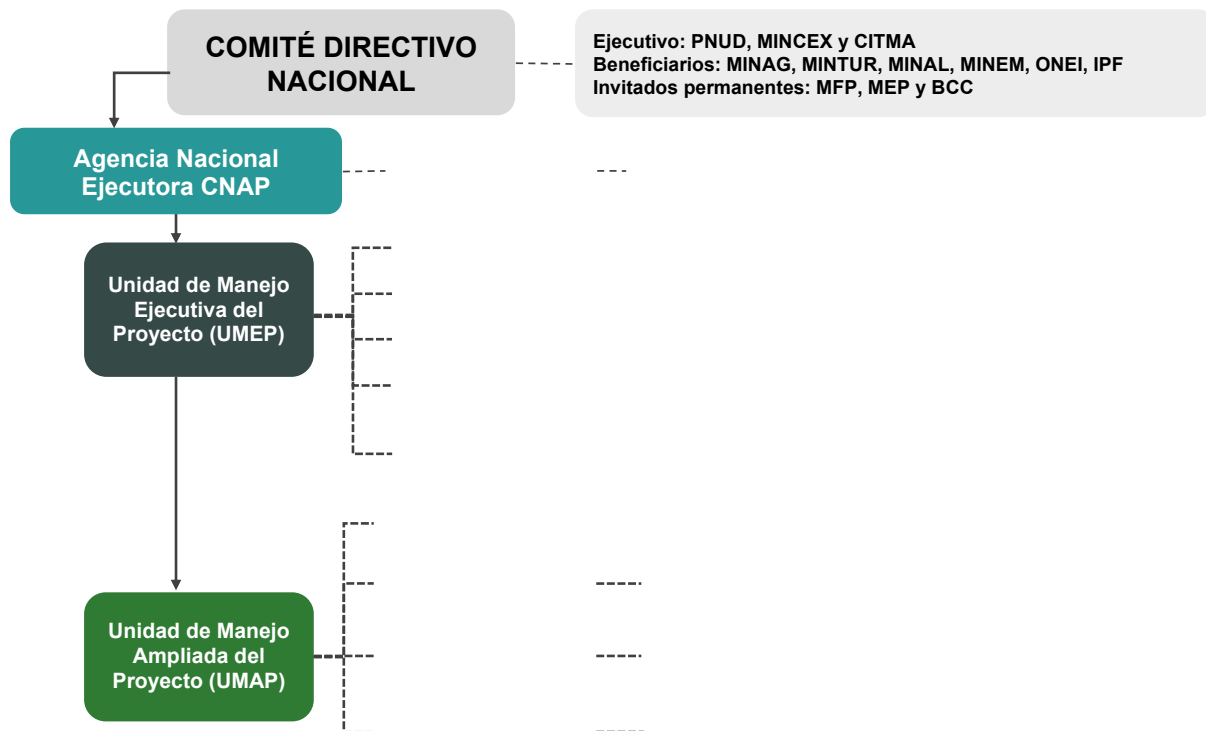 COMITÉ DIRECTIVO
NACIONAL
Ejecutivo: PNUD, MINCEX y CITMA
Beneficiarios: MINAG, MINTUR, MINAL, MINEM, ONEI, IPF
Invitados permanentes: MFP, MEP y BCC
Agencia Nacional
Ejecutora CNAP
Unidad de Manejo
Ejecutiva del
Proyecto (UMEP)
Unidad de Manejo
Ampliada del
Proyecto (UMAP)